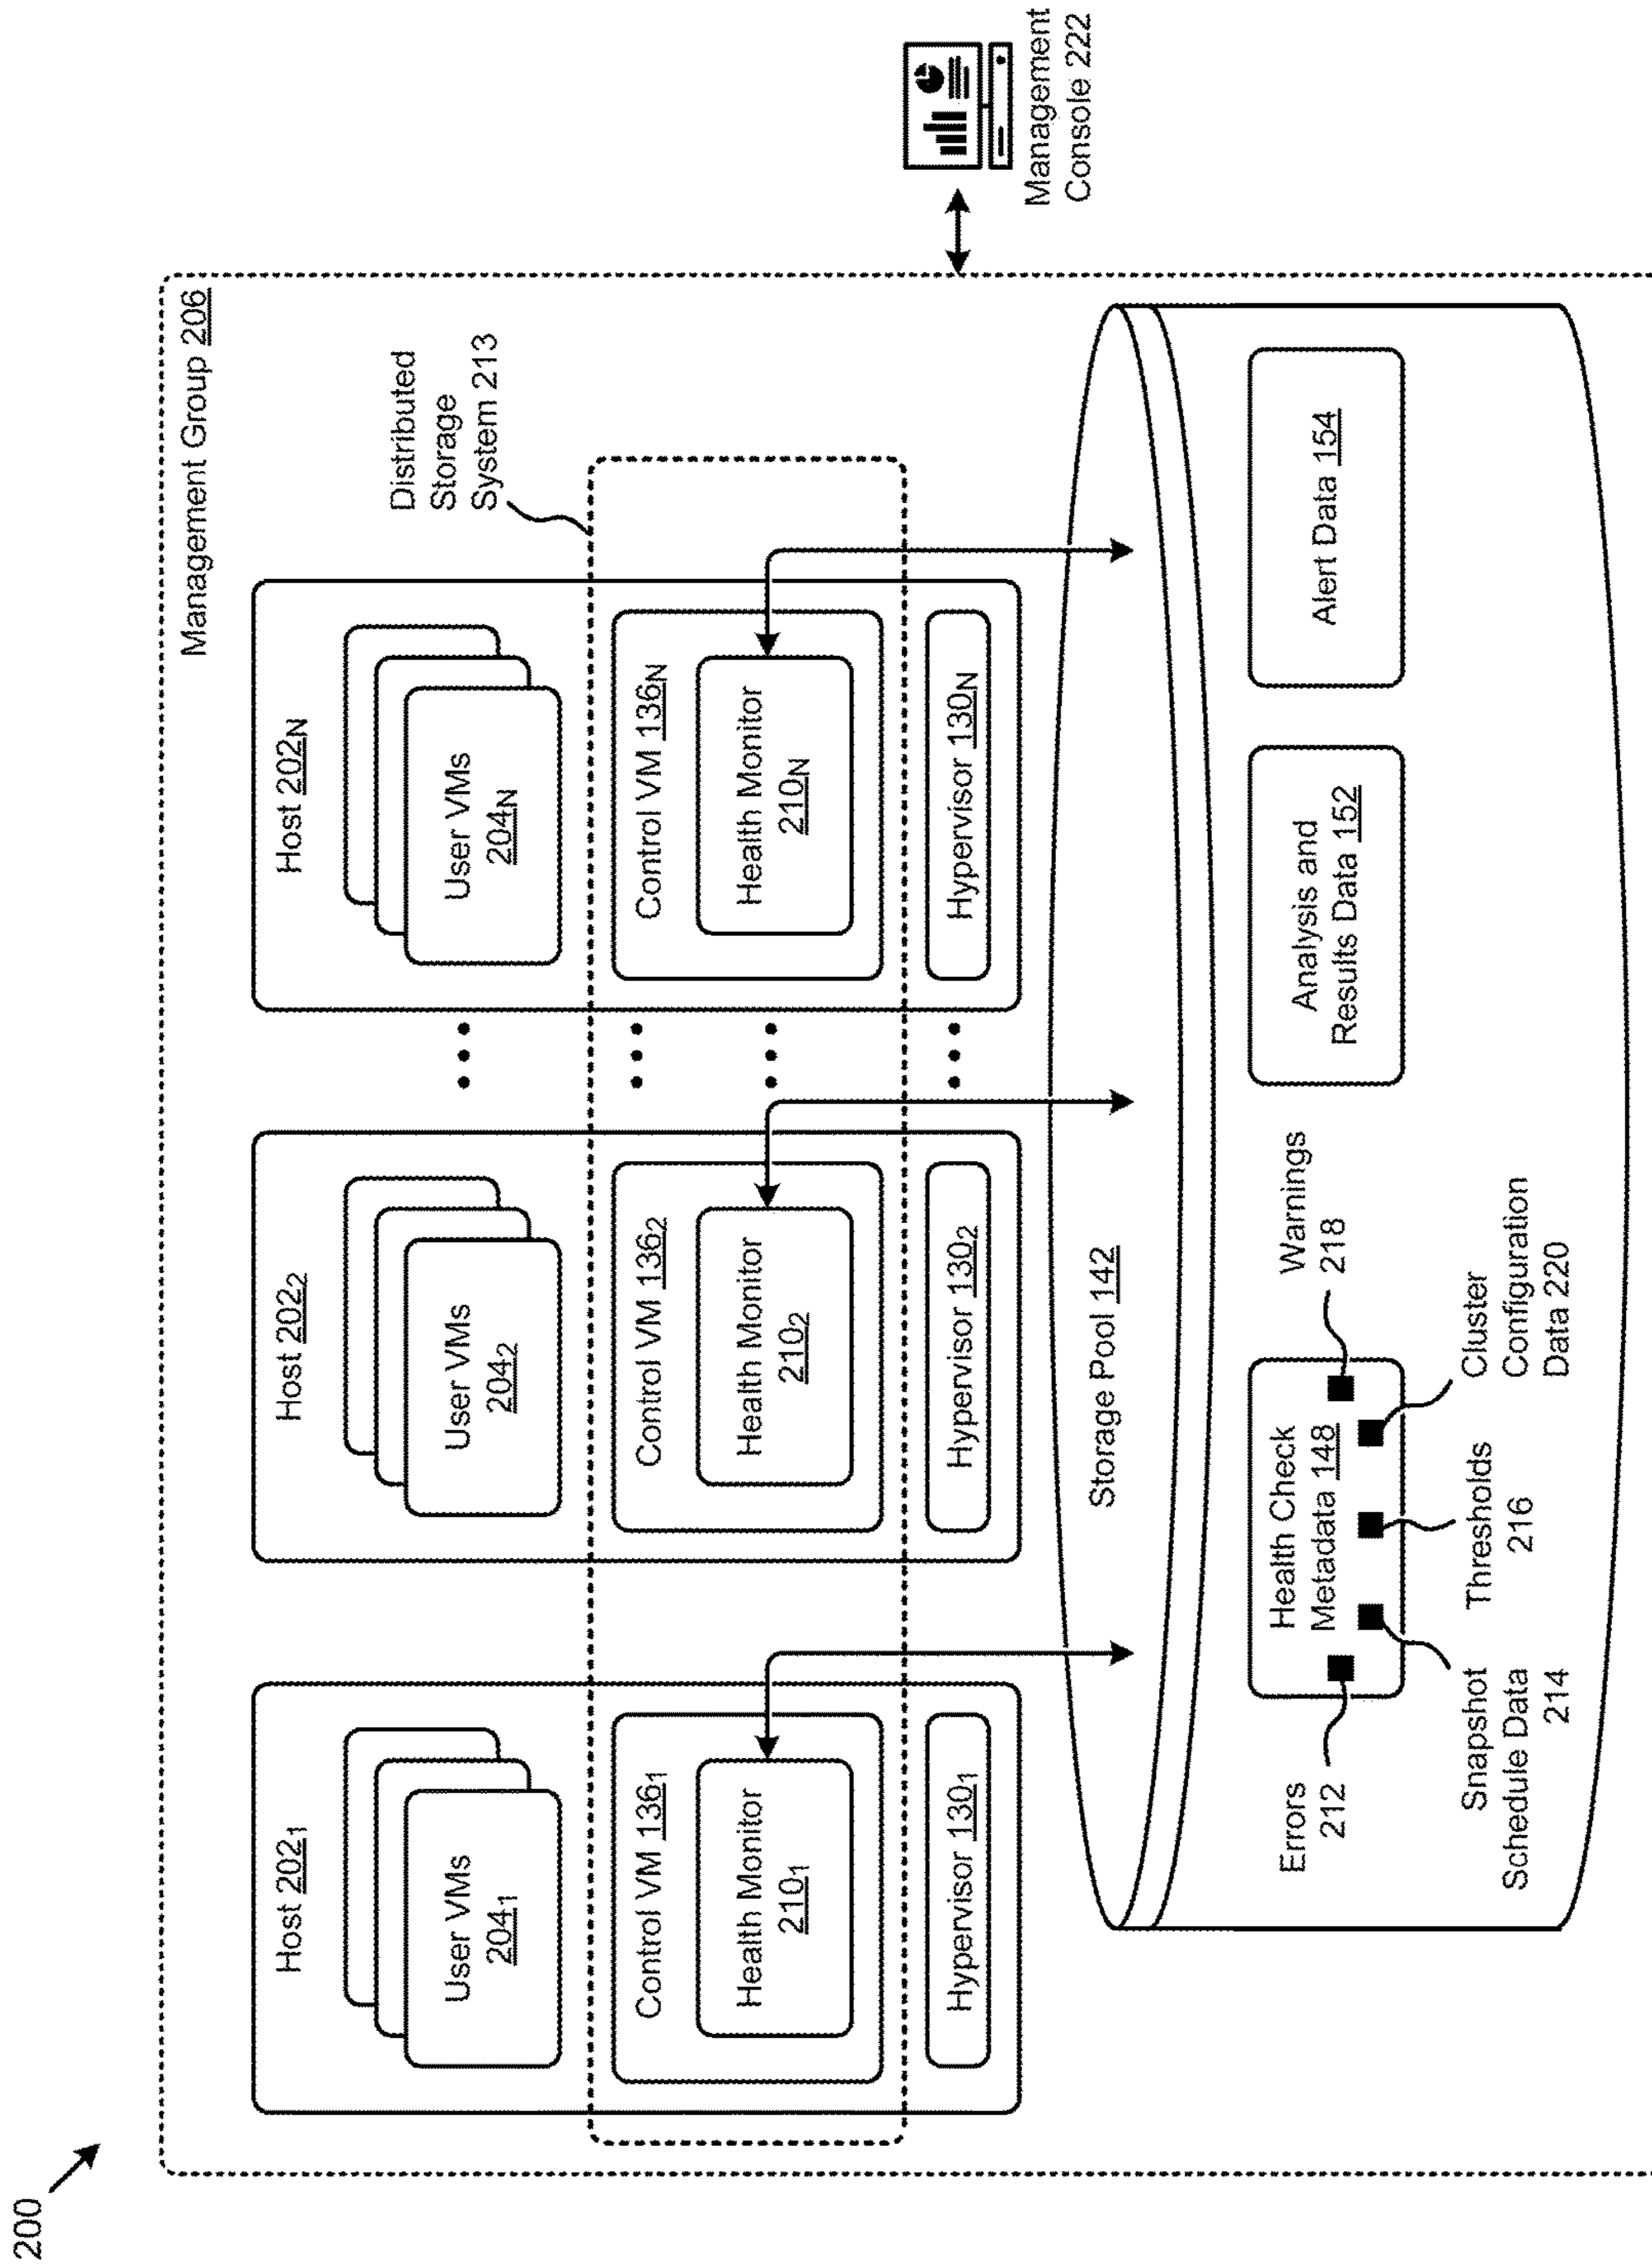 200
Management Group 206
Distributed
Storage
System 213
Host 202₁
User VMs
204₁
Control VM 136₁
Health Monitor
210₁
Hypervisor 130₁
Host 202₂
User VMs
204₂
Control VM 136₂
Health Monitor
210₂
Hypervisor 130₂
Host 202N
User VMs
204N
Control VM 136N
Health Monitor
210N
Hypervisor 130N
Management
Console 222
Storage Pool 142
Errors
212
Health Check
Metadata 148
Warnings
218
Snapshot
Schedule Data
214
Thresholds
216
Cluster
Configuration
Data 220
Analysis and
Results Data 152
Alert Data 154